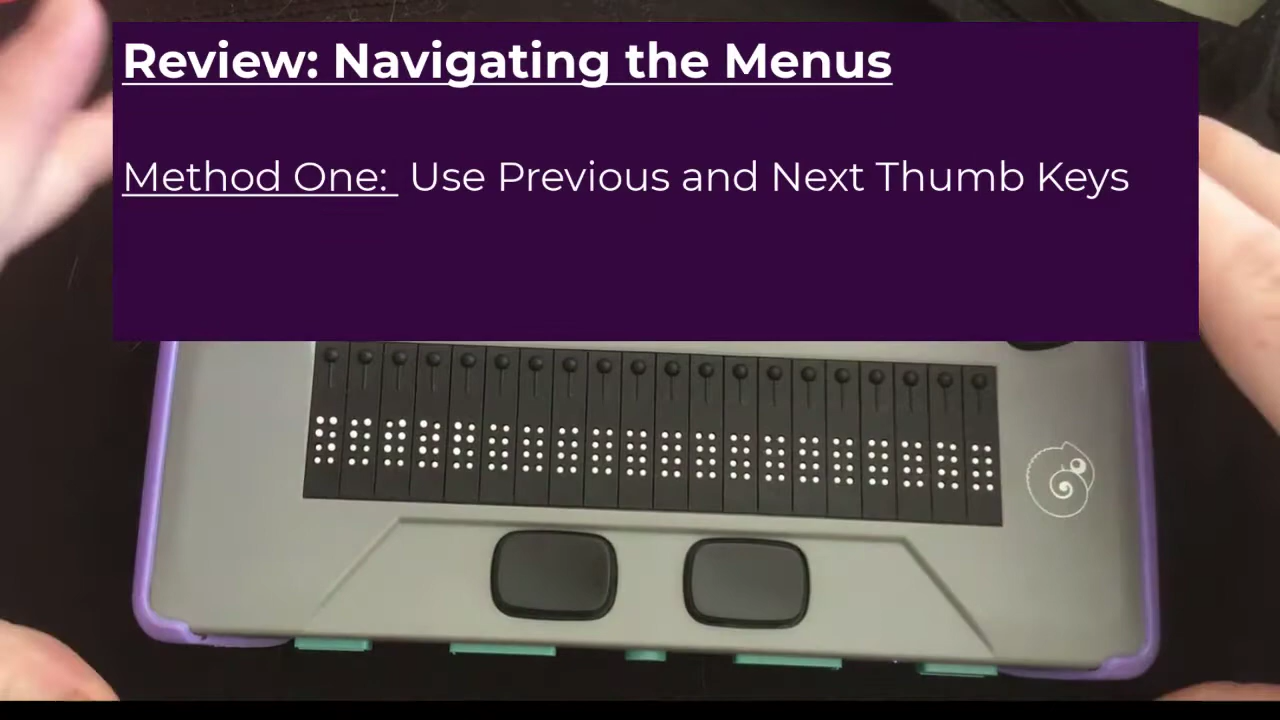 Review: Navigating the Menus
Method One: Use Previous and Next Thumb Keys